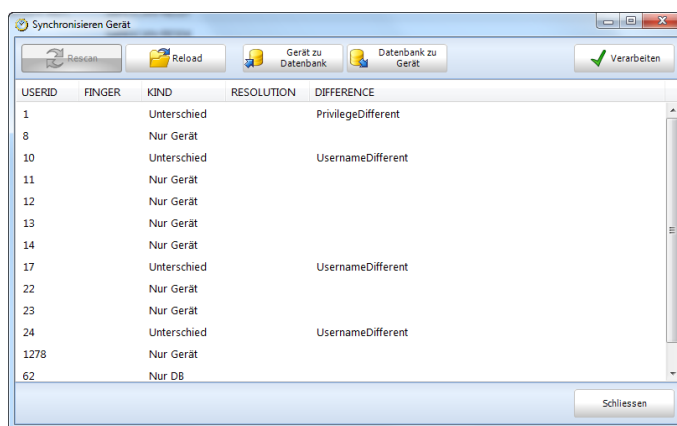 Synchronisieren Gerät
Rescan Reload Gerät zu Datenbank Datenbank zu Gerät Verarbeiten
USERID FINGER KIND RESOLUTION DIFFERENCE
1 Unterschied PrivilegeDifferent
8 Nur Gerät
10 Unterschied UsernameDifferent
11 Nur Gerät
12 Nur Gerät
13 Nur Gerät
14 Nur Gerät
17 Unterschied UsernameDifferent
22 Nur Gerät
23 Nur Gerät
24 Unterschied UsernameDifferent
1278 Nur Gerät
62 Nur DB
Schliessen